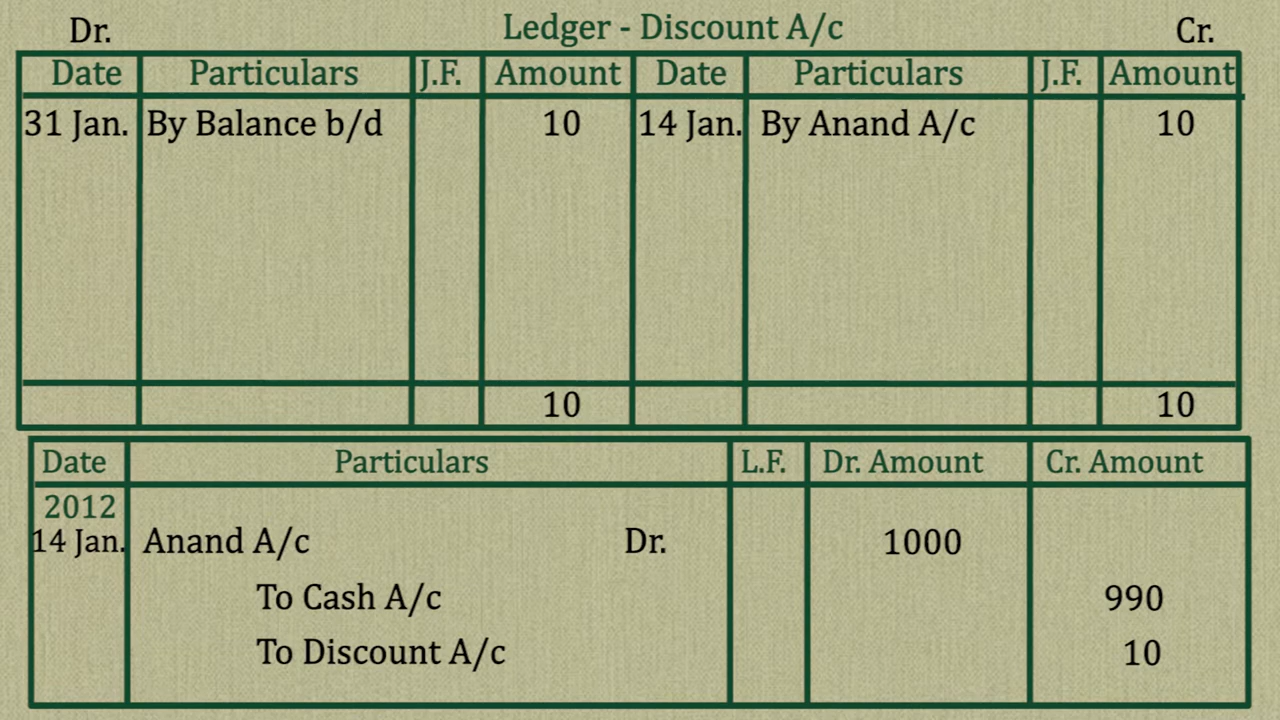 Dr. Ledger - Discount A/c Cr.
Date Particulars J.F. Amount Date Particulars J.F. Amount
31 Jan. By Balance b/d 10 14 Jan. By Anand A/c 10
10 10
Date Particulars L.F. Dr. Amount Cr. Amount
2012
14 Jan. Anand A/c Dr. 1000
To Cash A/c 990
To Discount A/c 10